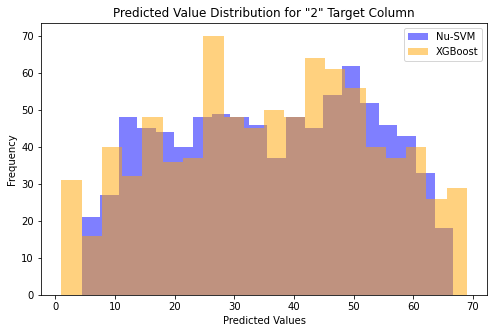 Predicted Value Distribution for "2" Target Column
Nu-SVM
XGBoost
Frequency
70
60
50
40
30
20
10
0
0 10 20 30 40 50 60 70
Predicted Values